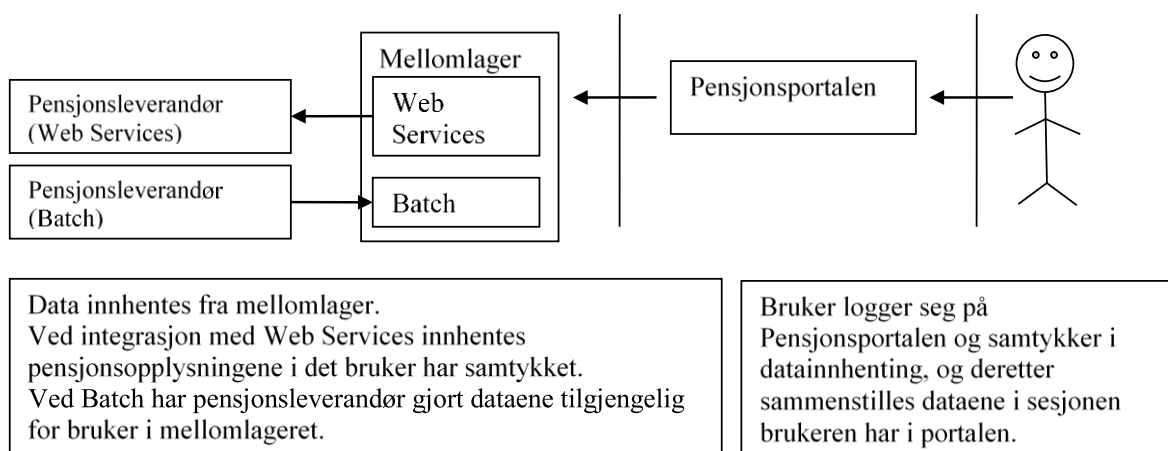 Mellomlager
Pensjonsportalen
Pensjonsleverandør
(Web Services)
Web
Services
Pensjonsleverandør
(Batch)
Batch
Data innhentes fra mellomlager.
Ved integrasjon med Web Services innhentes
pensjonsopplysningene i det bruker har samtykket.
Ved Batch har pensjonsleverandør gjort dataene tilgjengelig
for bruker i mellomlageret.
Bruker logger seg på
Pensjonsportalen og samtykker i
datainnhenting, og deretter
sammenstilles dataene i sesjonen
brukeren har i portalen.